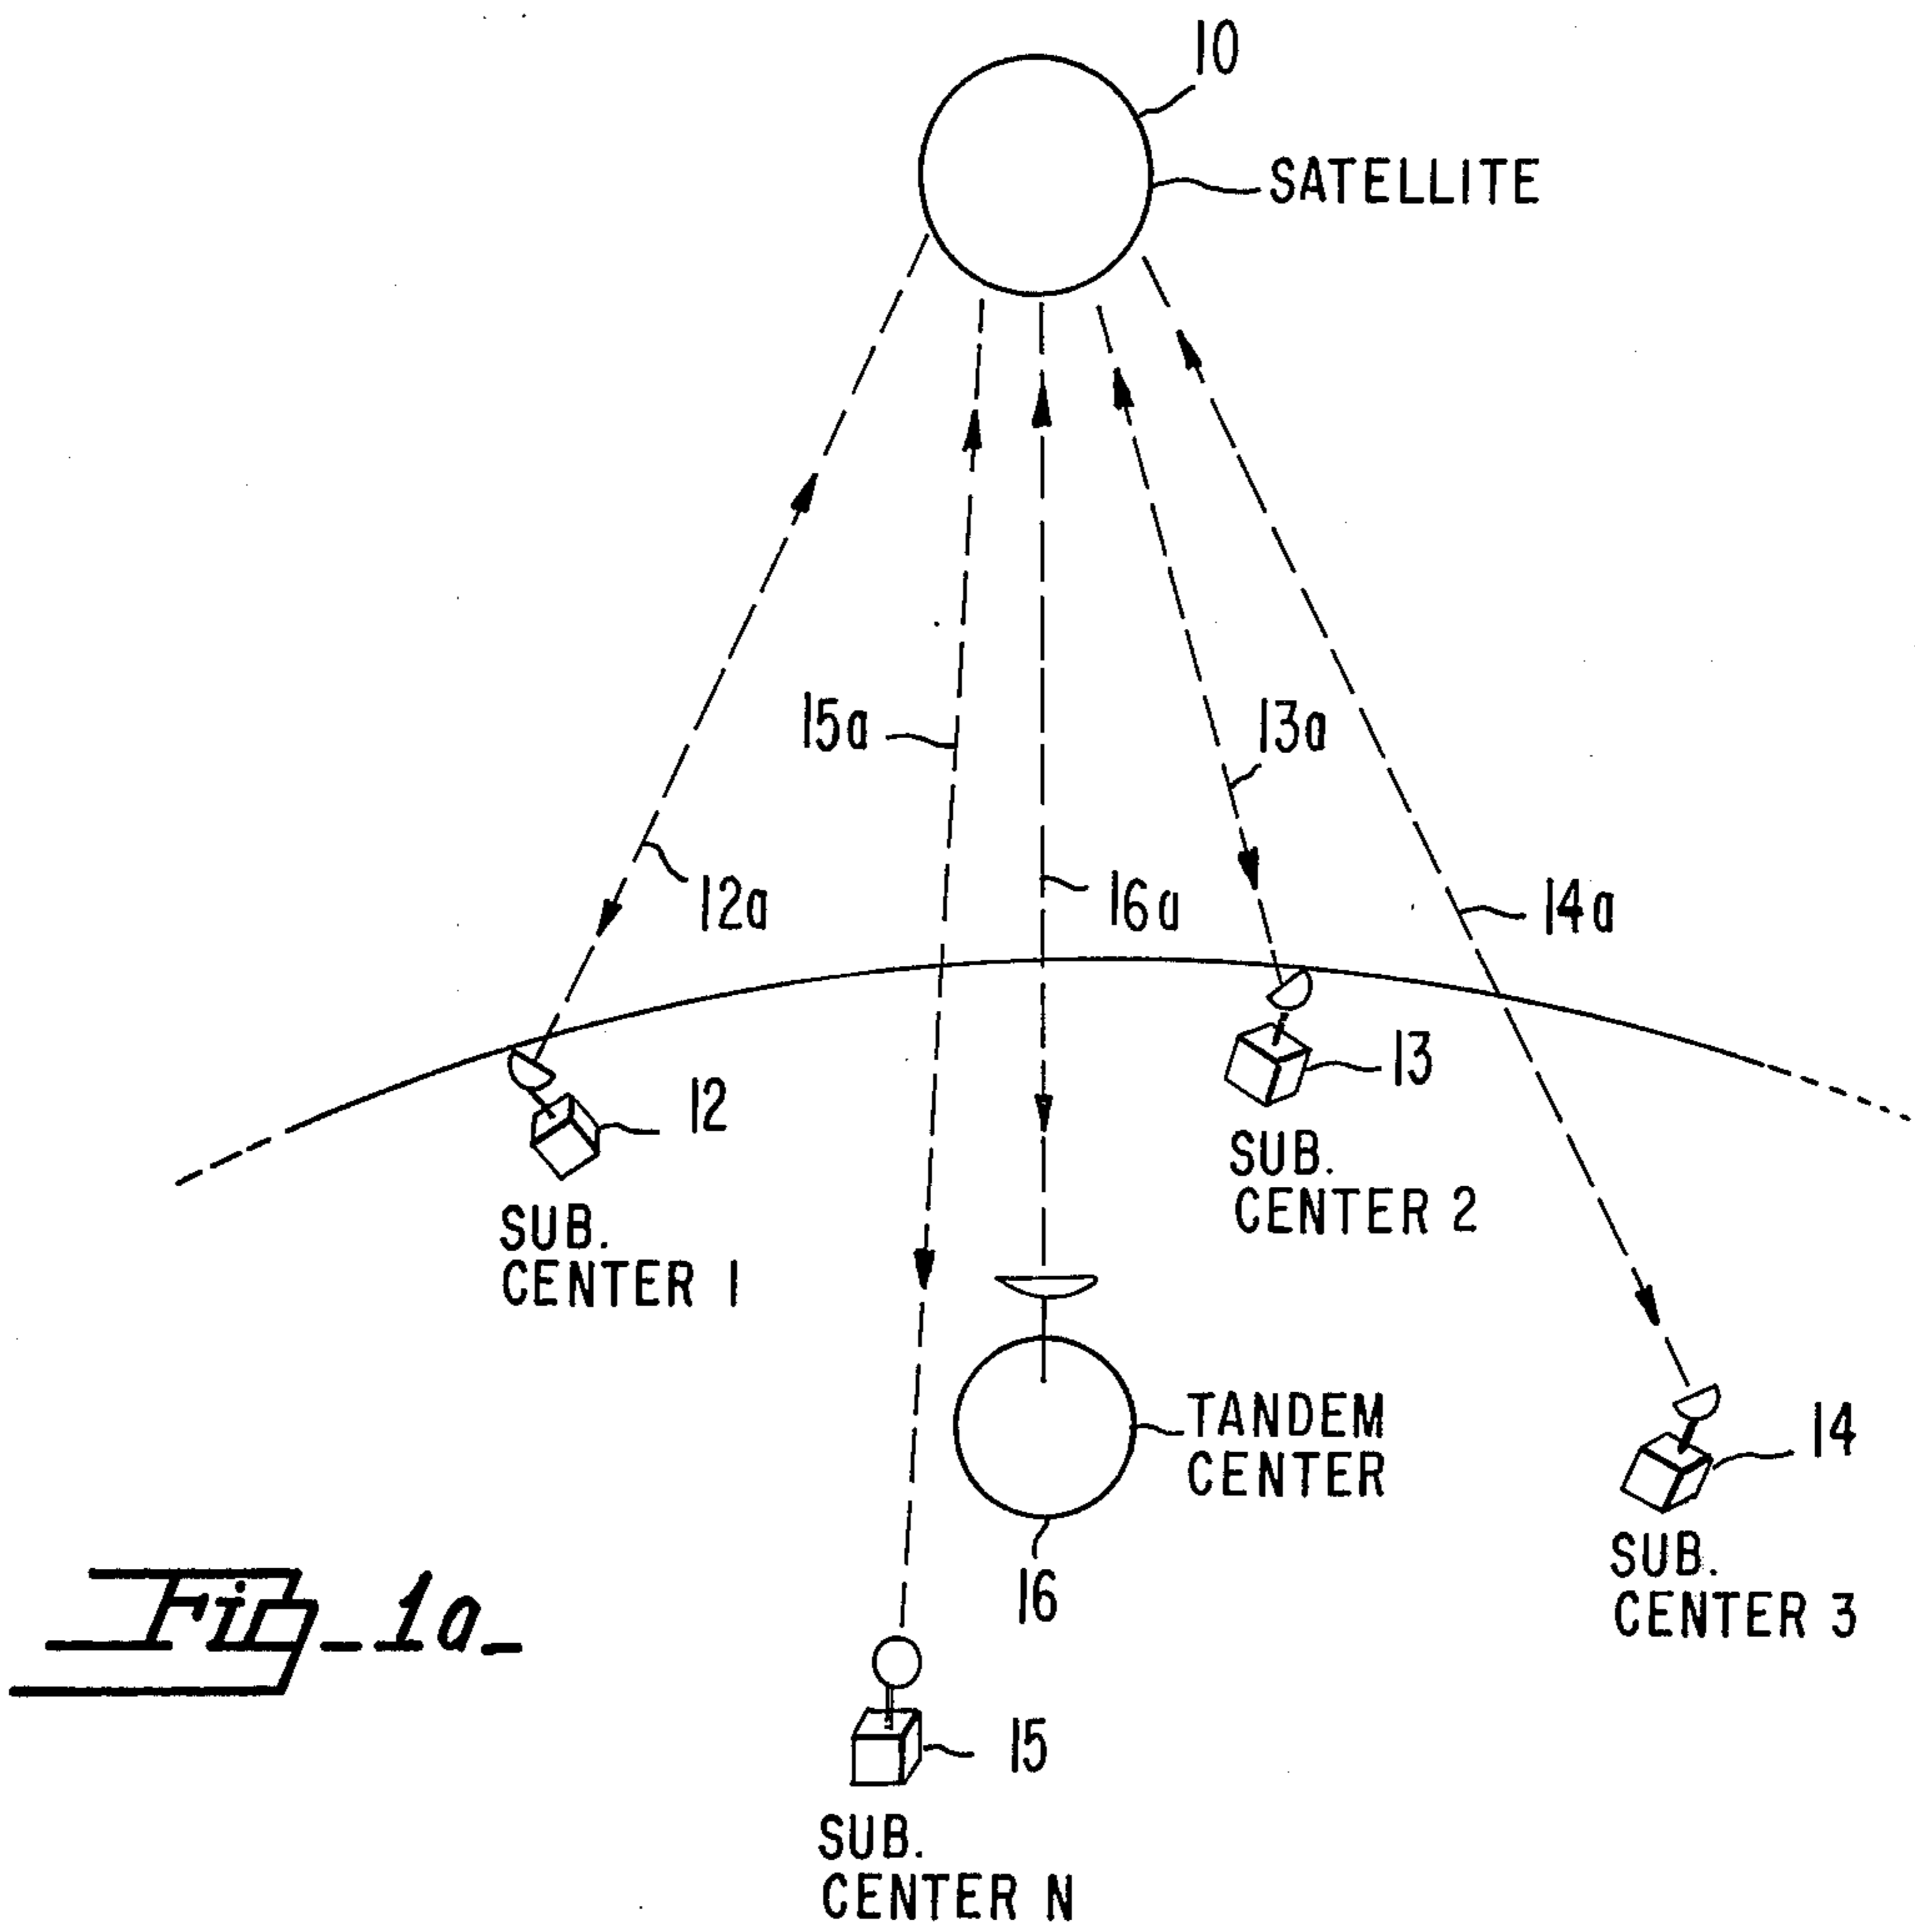 10
SATELLITE
15a
13a
12a
16a
14a
12
13
SUB.
CENTER 1
SUB.
CENTER 2
TANDEM
CENTER
14
16
SUB.
CENTER 3
Fig_1a_
15
SUB.
CENTER N